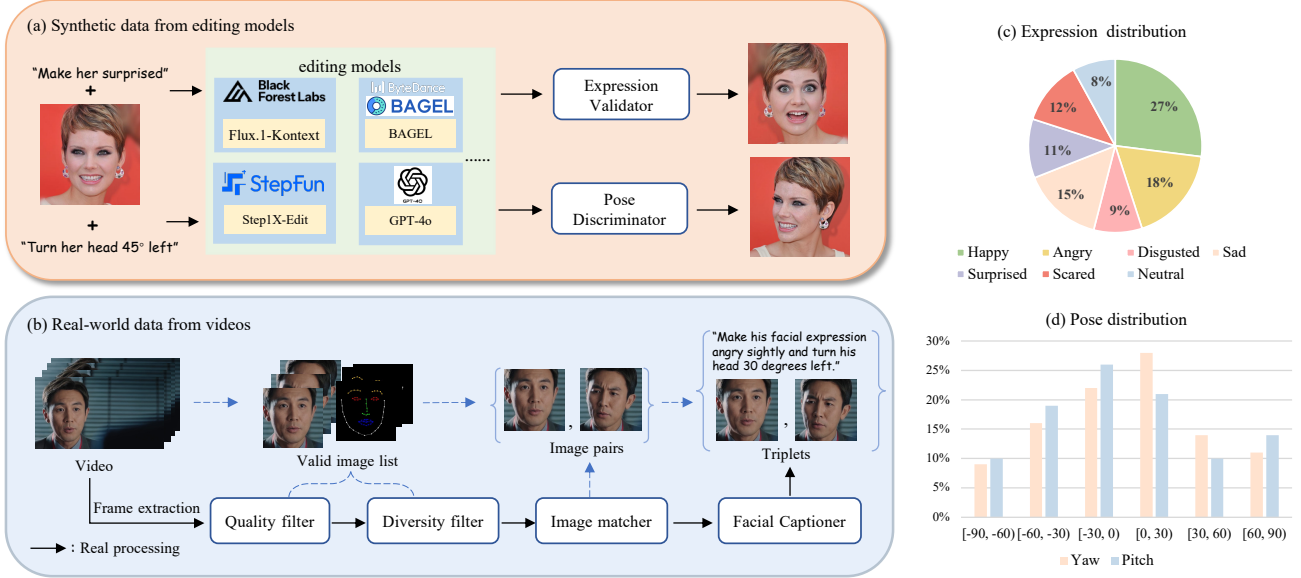 (a) Synthetic data from editing models
“Make her surprised”
+
+
“Turn her head 45° left”
editing models
Black
Forest Labs
Flux.1-Kontext
ByteDance
BAGEL
BAGEL
StepFun
Step1X-Edit
GPT-4O
GPT-4o
......
Expression
Validator
Pose
Discriminator
(b) Real-world data from videos
Video
Valid image list
,
Image pairs
“Make his facial expression
angry sightly and turn his
head 30 degrees left.”
,
Triplets
Frame extraction
Quality filter
Diversity filter
Image matcher
Facial Captioner
: Real processing
(c) Expression distribution
8%
27%
12%
11%
18%
15%
9%
Happy
Angry
Disgusted
Sad
Surprised
Scared
Neutral
(d) Pose distribution
30%
25%
20%
15%
10%
5%
0%
[-90, -60) [-60, -30) [-30, 0) [0, 30) [30, 60) [60, 90)
Yaw
Pitch